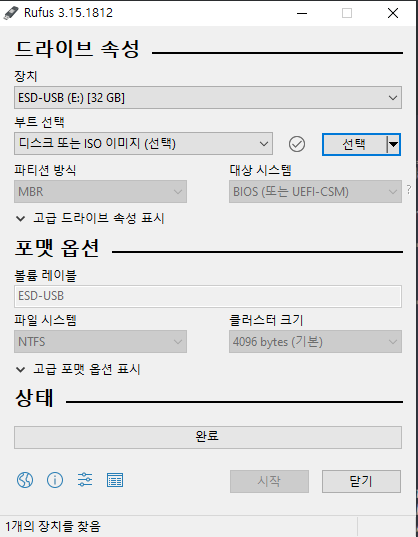 Rufus 3.15.1812
드라이브 속성
장치
ESD-USB (E:) [32 GB]
부트 선택
디스크 또는 ISO 이미지 (선택)
선택
파티션 방식
대상 시스템
MBR
BIOS (또는 UEFI-CSM)
?
고급 드라이브 속성 표시
포맷 옵션
볼륨 레이블
ESD-USB
파일 시스템
클러스터 크기
NTFS
4096 bytes (기본)
고급 포맷 옵션 표시
상태
완료
시작
닫기
1개의 장치를 찾음